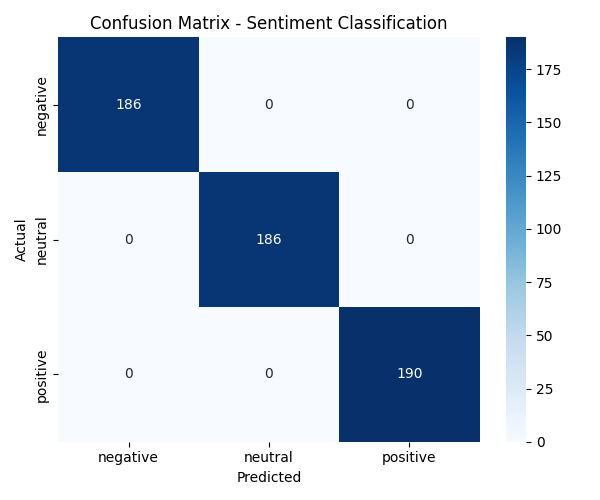 Confusion Matrix - Sentiment Classification
negative
186
0
0
175
150
125
Actual
neutral
0
186
0
100
75
50
positive
0
0
190
25
0
negative
neutral
positive
Predicted